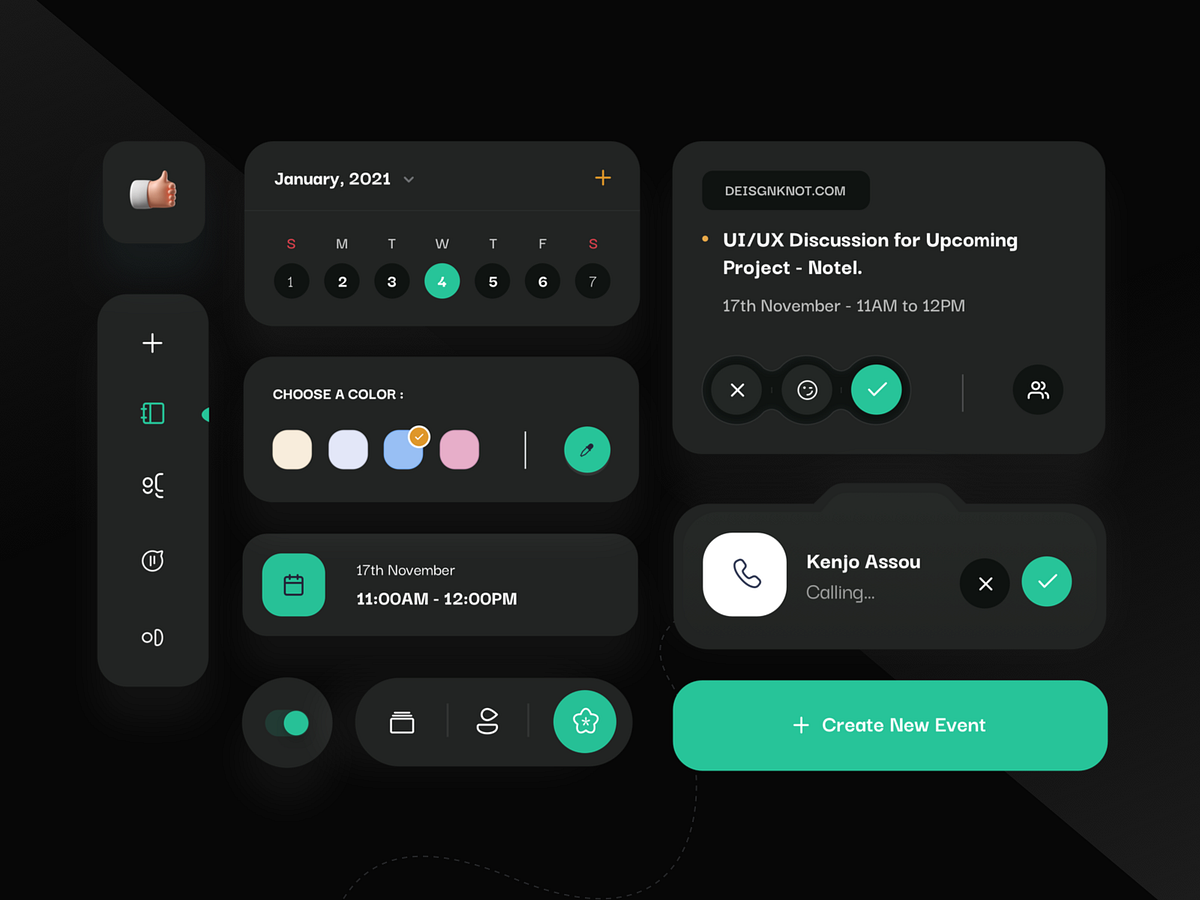 January, 2021
S M T W T F S
1 2 3 4 5 6 7
CHOOSE A COLOR :
17th November
11:00AM - 12:00PM
DEISGNKNOT.COM
UI/UX Discussion for Upcoming
Project - Notel.
17th November - 11AM to 12PM
Kenjo Assou
Calling...
Create New Event